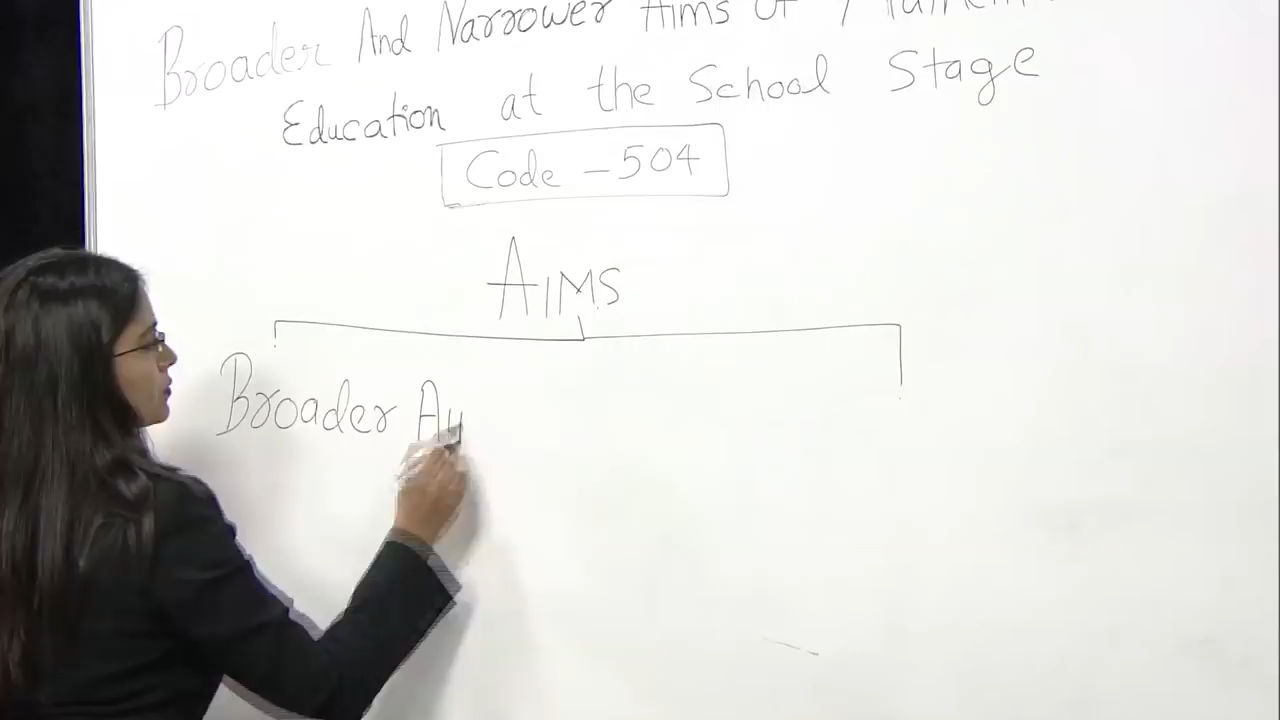 Broader And Narrower Aims Of
Education at the School Stage
Code - 504
AIMS
Broader